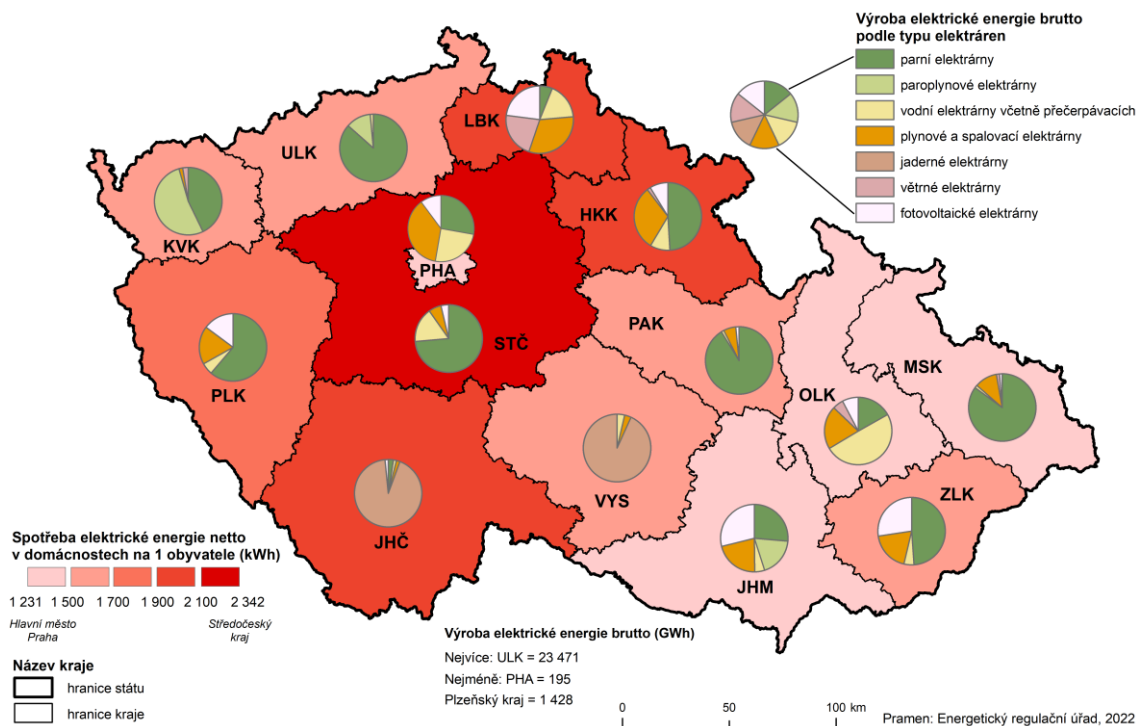 Výroba elektrické energie brutto
podle typu elektráren
parní elektrárny
paroplynové elektrárny
vodní elektrárny včetně přečerpávacích
plynové a spalovací elektrárny
jaderné elektrárny
větrné elektrárny
fotovoltaické elektrárny
LBK
ULK
HKK
KVK
PHA
STČ
PAK
MSK
OLK
PLK
VYS
ZLK
JHČ
JHM
Spotřeba elektrické energie netto
v domácnostech na 1 obyvatele (kWh)
1 231 1 500 1 700 1 900 2 100 2 342
Hlavní město
Praha
Středočeský
kraj
Název kraje
hranice státu
hranice kraje
Výroba elektrické energie brutto (GWh)
Nejvíce: ULK = 23 471
Nejméně: PHA = 195
Plzeňský kraj = 1 428
0 50 100 km
Pramen: Energetický regulační úřad, 2022